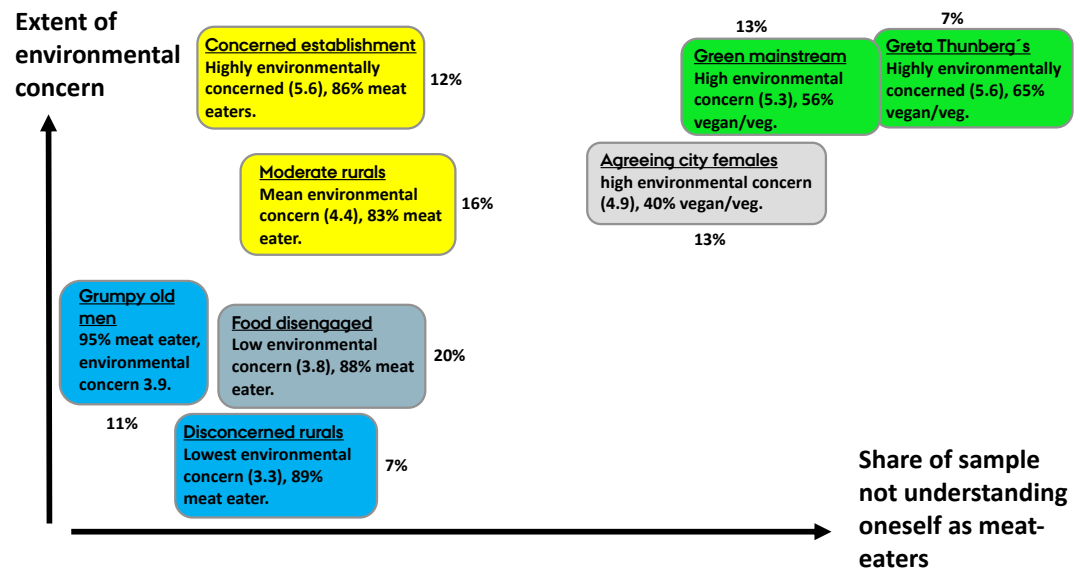 Extent of
environmental
concern
Concerned establishment
Highly environmentally
concerned (5.6), 86% meat
eaters.
12%
13%
Green mainstream
High environmental
concern (5.3), 56%
vegan/veg.
7%
Greta Thunberg´s
Highly environmentally
concerned (5.6), 65%
vegan/veg.
Moderate rurals
Mean environmental
concern (4.4), 83% meat
eater.
16%
Agreeing city females
high environmental concern
(4.9), 40% vegan/veg.
13%
Grumpy old
men
95% meat eater,
environmental
concern 3.9.
11%
Food disengaged
Low environmental
concern (3.8), 88% meat
eater.
20%
Disconcerned rurals
Lowest environmental
concern (3.3), 89%
meat eater.
7%
Share of sample
not understanding
oneself as meat-
eaters